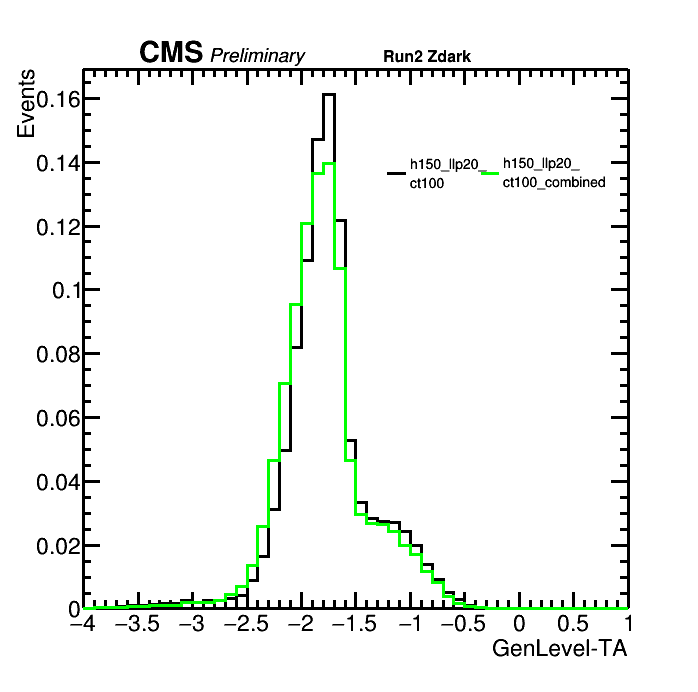 CMS Preliminary Run2 Zdark
Events
0.16
0.14
0.12
0.1
0.08
0.06
0.04
0.02
0
h150_llp20_
ct100
h150_llp20_
ct100_combined
−4 −3.5 −3 −2.5 −2 −1.5 −1 −0.5 0 0.5 1
GenLevel-TA